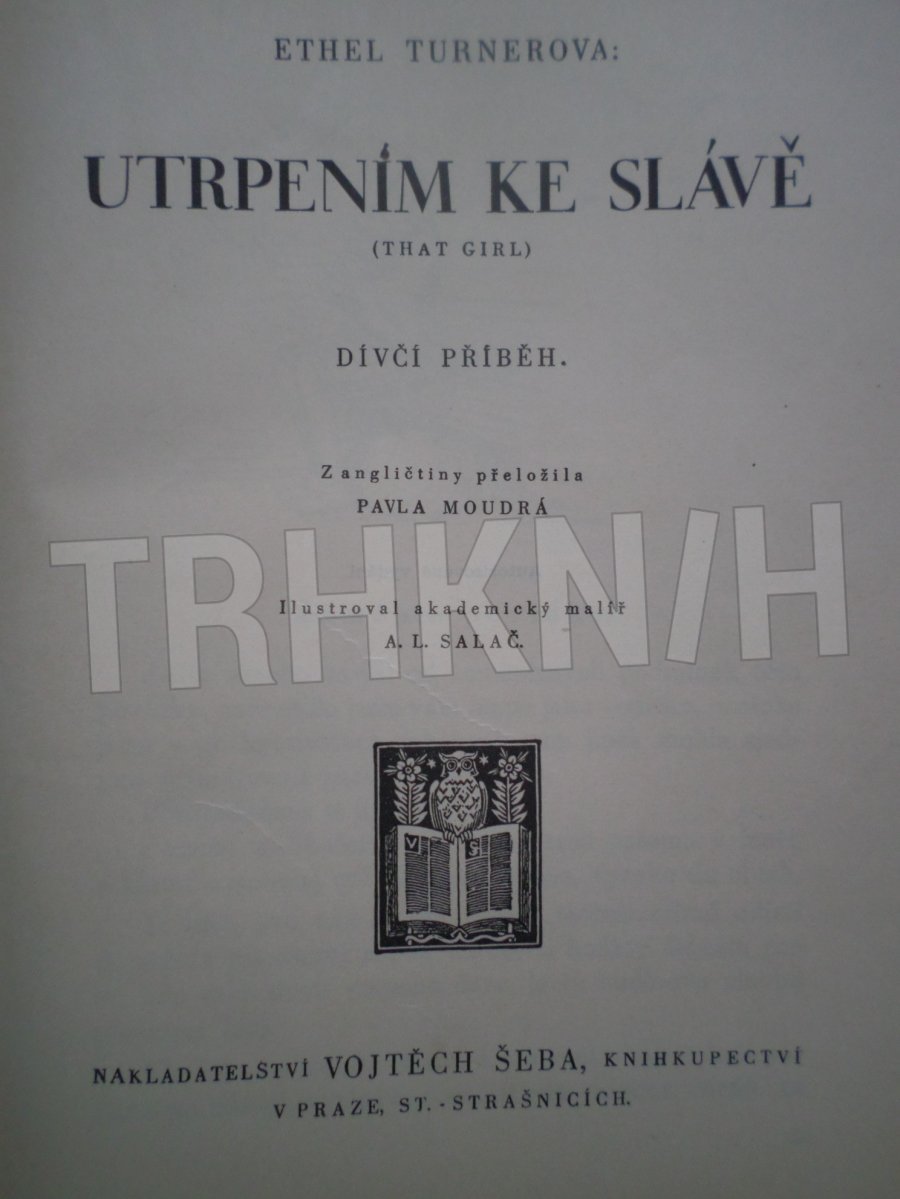 ETHEL TURNEROVA:
UTRPENÍM KE SLÁVĚ
(THAT GIRL)
DÍVČÍ PŘÍBĚH.
Z angličtiny přeložila
PAVLA MOUDRÁ
TRHKNIH
Ilustroval akademický malíř
A. L. SALAČ.
V Š
NAKLADATELSTVÍ VOJTĚCH ŠEBA, KNIHKUPECTVÍ
V PRAZE, ST.-STRAŠNICÍCH.